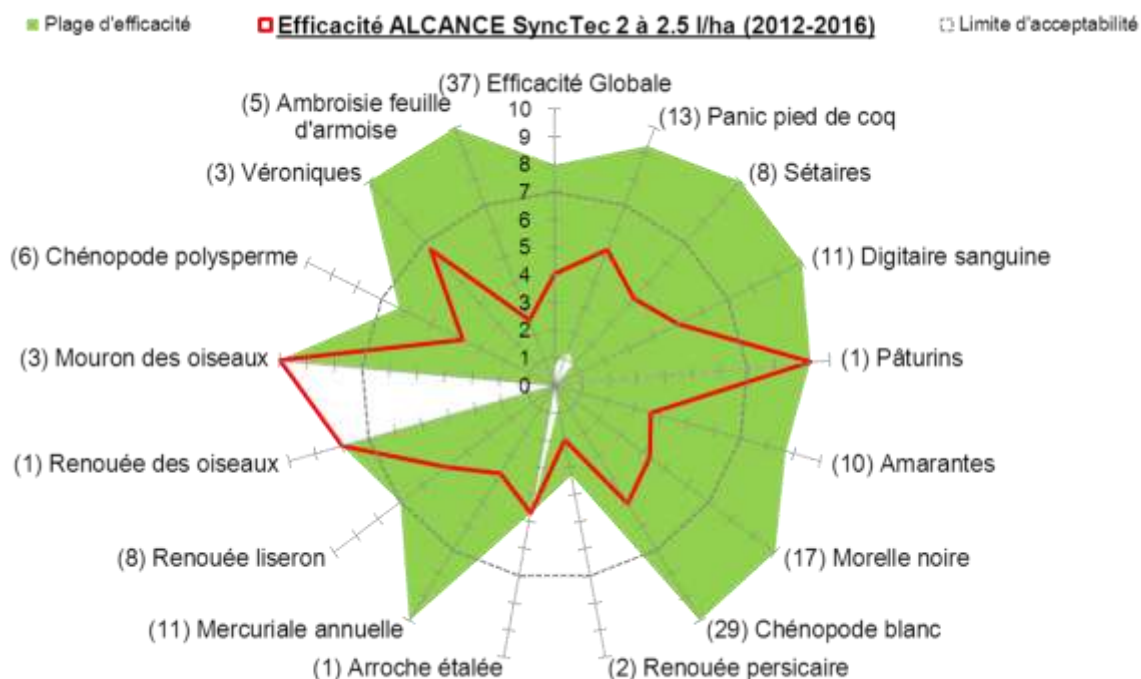 Plage d'efficacité
Efficacité ALCANCE SyncTec 2 à 2.5 l/ha (2012-2016)
Limite d'acceptabilité
(37) Efficacité Globale
(13) Panic pied de coq
(8) Sétaires
(11) Digitaire sanguine
(1) Pâturins
(10) Amarantes
(17) Morelle noire
(29) Chénopode blanc
(2) Renouée persicaire
(1) Arroche étalée
(11) Mercuriale annuelle
(8) Renouée liseron
(1) Renouée des oiseaux
(3) Mouron des oiseaux
(6) Chénopode polysperme
(3) Véroniques
(5) Ambroisie feuille
d'armoise
10
9
8
7
6
5
4
3
2
1
0